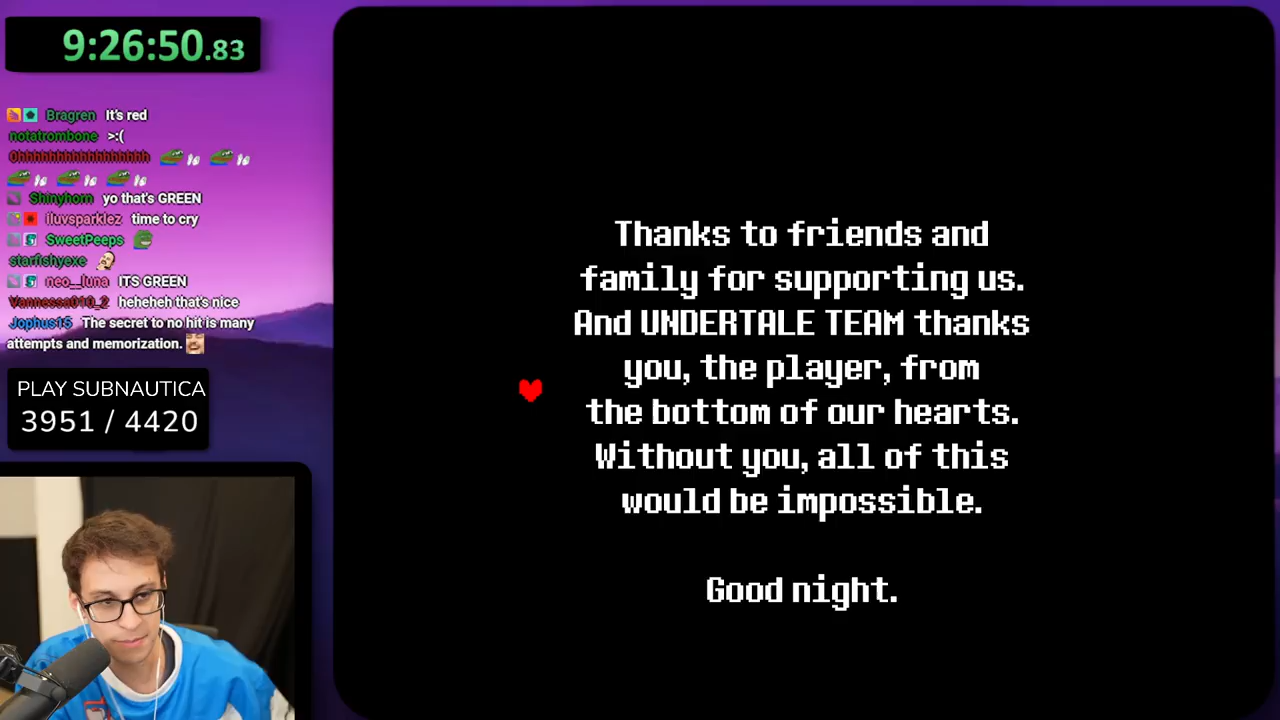 9:26:50.83
Bragren It's red
notatrombone >:(
Ohhhhhhhhhhhhhhhhh
Shinyhorn yo that's GREEN
iluvsparklez time to cry
SweetPeeps
starfishyexe
neo__luna ITS GREEN
Vannessa010_2 heheheh that's nice
Jophus15 The secret to no hit is many
attempts and memorization.
PLAY SUBNAUTICA
3951 / 4420
Thanks to friends and
family for supporting us.
And UNDERTALE TEAM thanks
you, the player, from
the bottom of our hearts.
Without you, all of this
would be impossible.
Good night.